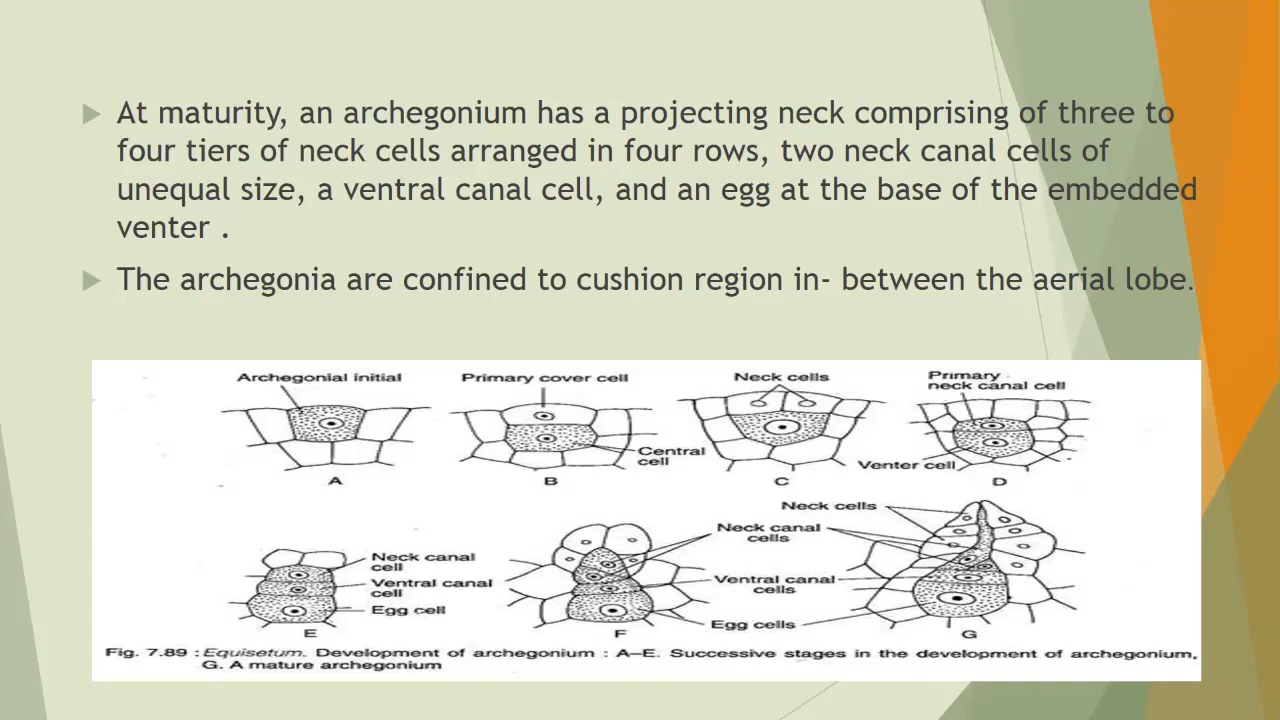 At maturity, an archegonium has a projecting neck comprising of three to
four tiers of neck cells arranged in four rows, two neck canal cells of
unequal size, a ventral canal cell, and an egg at the base of the embedded
venter .
The archegonia are confined to cushion region in- between the aerial lobe.
Archegonial initial
Primary cover cell
Neck cells
Primary
neck canal cell
Central
cell
Venter cell
A
B
C
D
Neck cells
Neck canal
cells
Neck canal
cell
Ventral canal
cell
Egg cell
Ventral canal
cells
Egg cells
E
F
G
Fig. 7.89 : Equisetum. Development of archegonium : A–E. Successive stages in the development of archegonium,
G. A mature archegonium